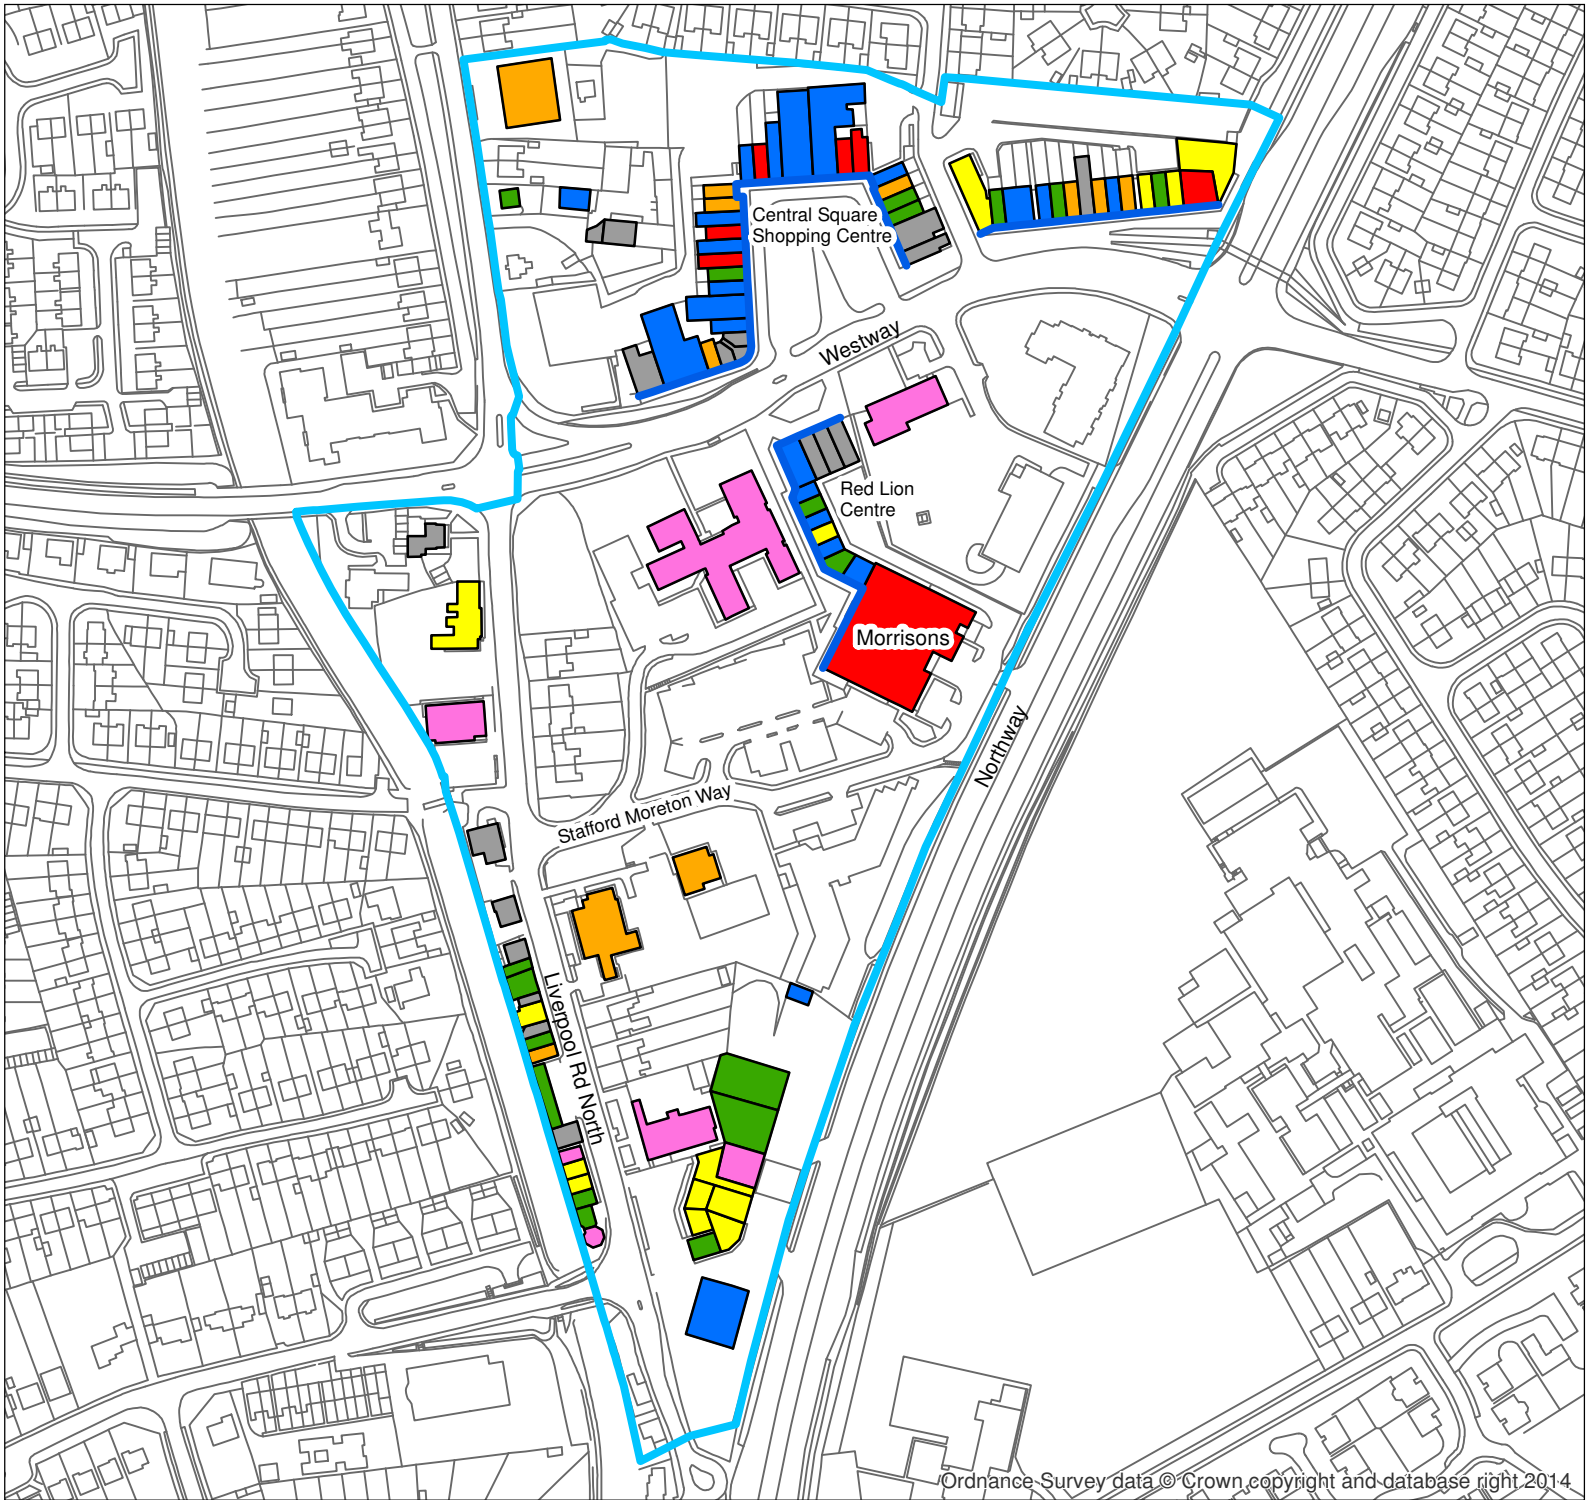 Central Square
Shopping Centre
Westway
Red Lion
Centre
Morrisons
Northway
Stafford Moreton Way
Liverpool Rd North
Ordnance Survey data © Crown copyright and database right 2014